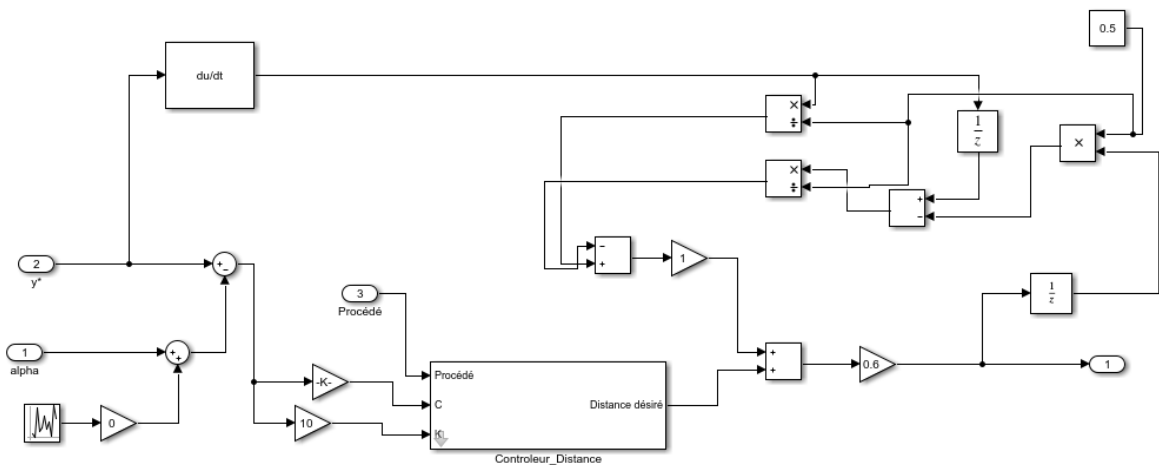 0.5
du/dt
×
÷
1
z
×
×
÷
+
−
2
y*
+
−
−
+
1
3
Procédé
1
z
1
alpha
+
+
+
+
0.6
1
-K-
Procédé
C
Distance désiré
0
10
K
Controleur_Distance